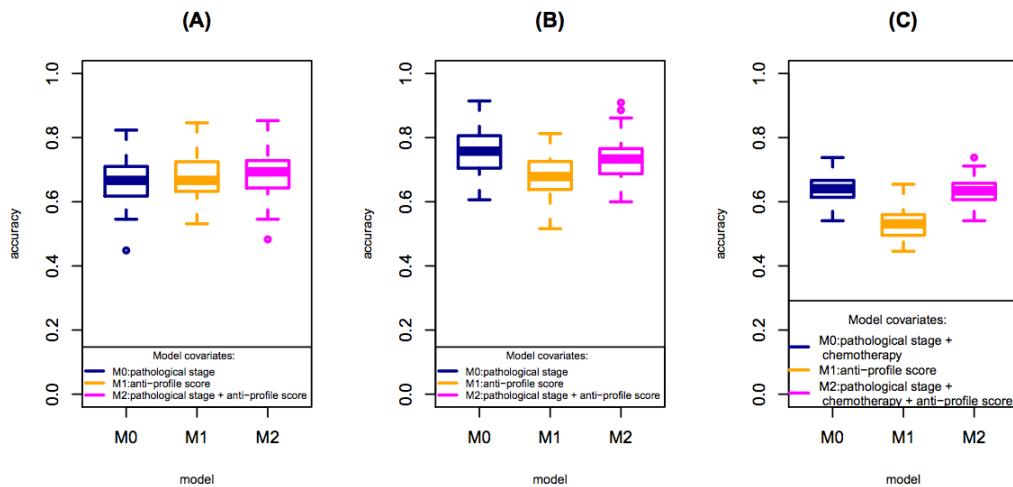 (A)
accuracy
1.0
0.8
0.6
0.4
0.2
0.0
Model covariates:
M0:pathological stage
M1:anti−profile score
M2:pathological stage + anti−profile score
M0 M1 M2
model
(B)
accuracy
1.0
0.8
0.6
0.4
0.2
0.0
Model covariates:
M0:pathological stage
M1:anti−profile score
M2:pathological stage + anti−profile score
M0 M1 M2
model
(C)
accuracy
1.0
0.8
0.6
0.4
0.2
0.0
Model covariates:
M0:pathological stage +
chemotherapy
M1:anti−profile score
M2:pathological stage +
chemotherapy + anti−profile score
M0 M1 M2
model